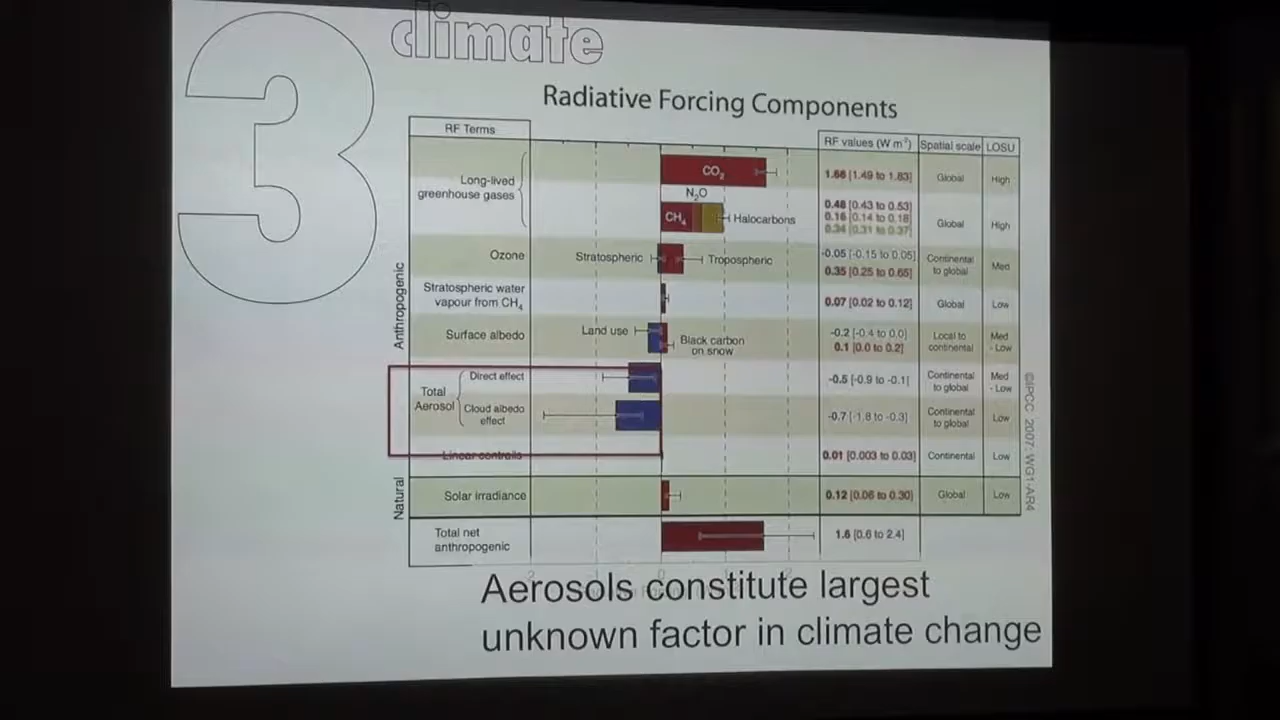 3
climate
Radiative Forcing Components
RF Terms
RF values (W m⁻²)
Spatial scale
LOSU
Anthropogenic
Long-lived
greenhouse gases
CO₂
1.66 [1.49 to 1.83]
Global
High
N₂O
CH₄
Halocarbons
0.48 [0.43 to 0.53]
0.16 [0.14 to 0.18]
0.34 [0.31 to 0.37]
Global
High
Ozone
Stratospheric
Tropospheric
-0.05 [-0.15 to 0.05]
0.35 [0.25 to 0.65]
Continental
to global
Med
Stratospheric water
vapour from CH₄
0.07 [0.02 to 0.12]
Global
Low
Surface albedo
Land use
Black carbon
on snow
-0.2 [-0.4 to 0.0]
0.1 [0.0 to 0.2]
Local to
continental
Med
- Low
Total
Aerosol
Direct effect
-0.5 [-0.9 to -0.1]
Continental
to global
Med
- Low
Cloud albedo
effect
-0.7 [-1.8 to -0.3]
Continental
to global
Low
Linear contrails
0.01 [0.003 to 0.03]
Continental
Low
Natural
Solar irradiance
0.12 [0.06 to 0.30]
Global
Low
Total net
anthropogenic
1.6 [0.6 to 2.4]
©IPCC 2007: WG1-AR4
Aerosols constitute largest
unknown factor in climate change